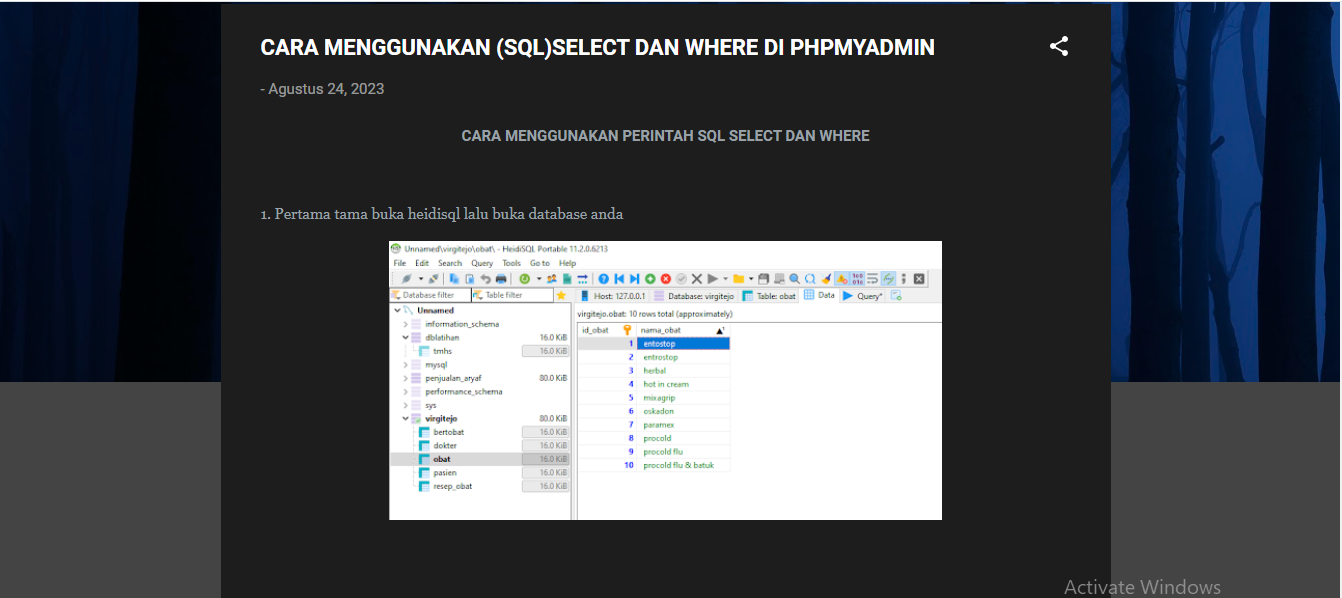 CARA MENGGUNAKAN (SQL)SELECT DAN WHERE DI PHPMYADMIN
- Agustus 24, 2023
CARA MENGGUNAKAN PERINTAH SQL SELECT DAN WHERE
1. Pertama tama buka heidisql lalu buka database anda
Unnamed\virgitejo\obat\ - HeidiSQL Portable 11.2.0.6213
File Edit Search Query Tools Go to Help
Database filter Table filter Host: 127.0.0.1 Database: virgitejo Table: obat Data Query*
Unnamed
information_schema
dblatihan 16.0 KiB
tmhs 16.0 KiB
mysql
penjualan_aryaf 80.0 KiB
performance_schema
sys
virgitejo 80.0 KiB
bertobat 16.0 KiB
dokter 16.0 KiB
obat 16.0 KiB
pasien 16.0 KiB
resep_obat 16.0 KiB
virgitejo.obat: 10 rows total (approximately)
id_obat nama_obat
1 entostop
2 entrostop
3 herbal
4 hot in cream
5 mixagrip
6 oskadon
7 paramex
8 procold
9 procold flu
10 procold flu & batuk
Activate Windows